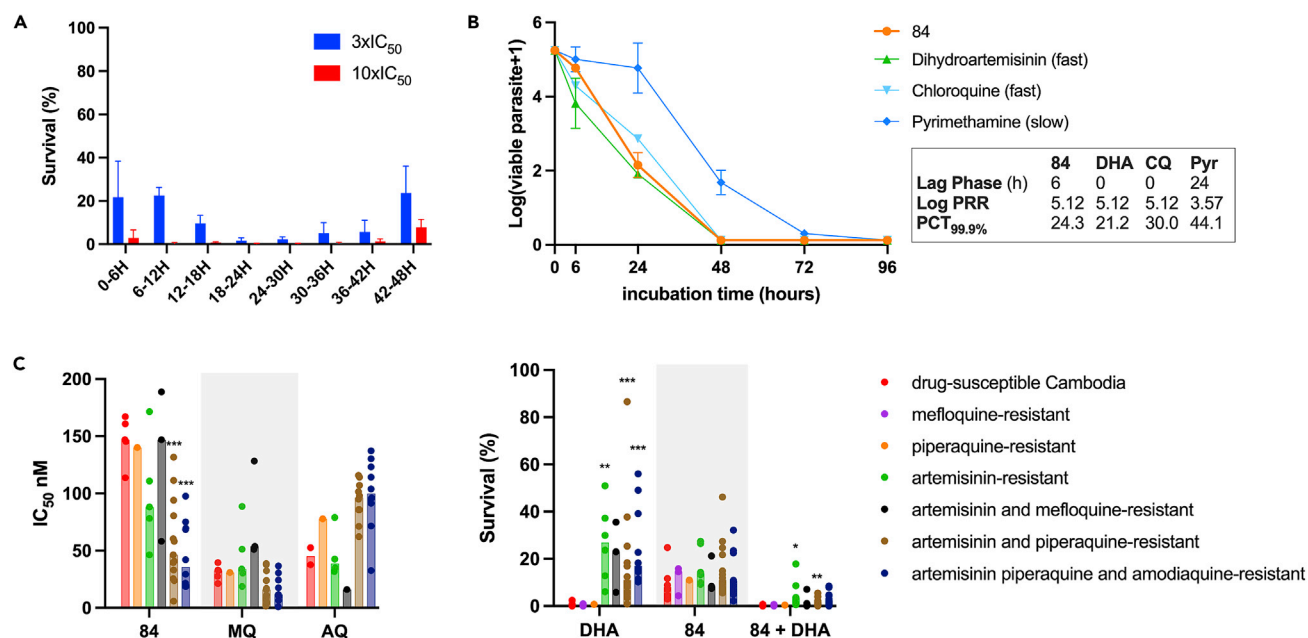 A
3xIC50
10xIC50
Survival (%)
100
80
60
40
20
0
0-6H
6-12H
12-18H
18-24H
24-30H
30-36H
36-42H
42-48H
B
Log(viable parasite+1)
6
4
2
0
0 6 24 48 72 96
incubation time (hours)
84
Dihydroartemisinin (fast)
Chloroquine (fast)
Pyrimethamine (slow)
84 DHA CQ Pyr
Lag Phase (h) 6 0 0 24
Log PRR 5.12 5.12 5.12 3.57
PCT99.9% 24.3 21.2 30.0 44.1
C
IC50 nM
200
150
100
50
0
***
***
84 MQ AQ
Survival (%)
100
80
60
40
20
0
**
***
***
*
**
DHA 84 84 + DHA
drug-susceptible Cambodia
mefloquine-resistant
piperaquine-resistant
artemisinin-resistant
artemisinin and mefloquine-resistant
artemisinin and piperaquine-resistant
artemisinin piperaquine and amodiaquine-resistant